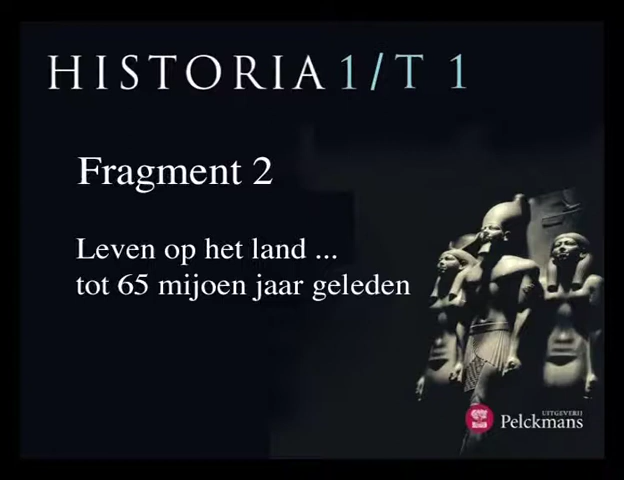 HISTORIA 1/T 1
Fragment 2
Leven op het land ...
tot 65 mijoen jaar geleden
UITGEVERIJ
Pelckmans